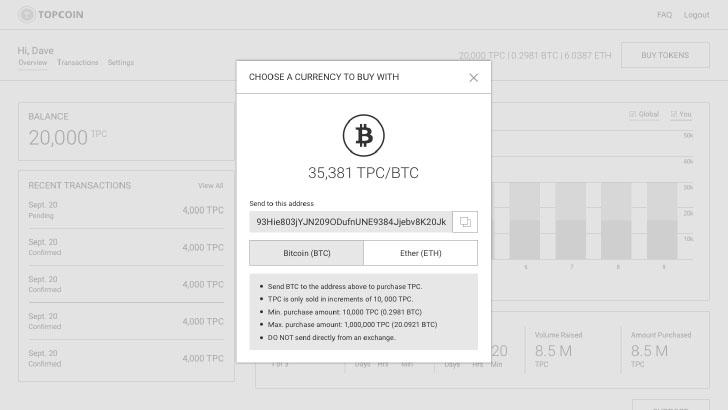 TOPCOIN
FAQ Logout
Hi, Dave
Overview Transactions Settings
20,000 TPC | 0.2981 BTC | 6.0387 ETH
BUY TOKENS
BALANCE
20,000 TPC
RECENT TRANSACTIONS View All
Sept. 20
Pending
4,000 TPC
Sept. 20
Confirmed
4,000 TPC
Sept. 20
Confirmed
4,000 TPC
Sept. 20
Confirmed
4,000 TPC
Sept. 20
Confirmed
4,000 TPC
CHOOSE A CURRENCY TO BUY WITH
35,381 TPC/BTC
Send to this address
93Hie803jYJN209ODufnUNE9384Jjebv8K20Jk
Bitcoin (BTC) Ether (ETH)
Send BTC to the address above to purchase TPC.
TPC is only sold in increments of 10, 000 TPC.
Min. purchase amount: 10,000 TPC (0.2981 BTC)
Max. purchase amount: 1,000,000 TPC (20.0921 BTC)
DO NOT send directly from an exchange.
Global You
50k
40k
30k
20k
10k
6 7 8 9
Days Hrs Min
Days Hrs Min
20
Volume Raised
8.5 M
TPC
Amount Purchased
8.5 M
TPC